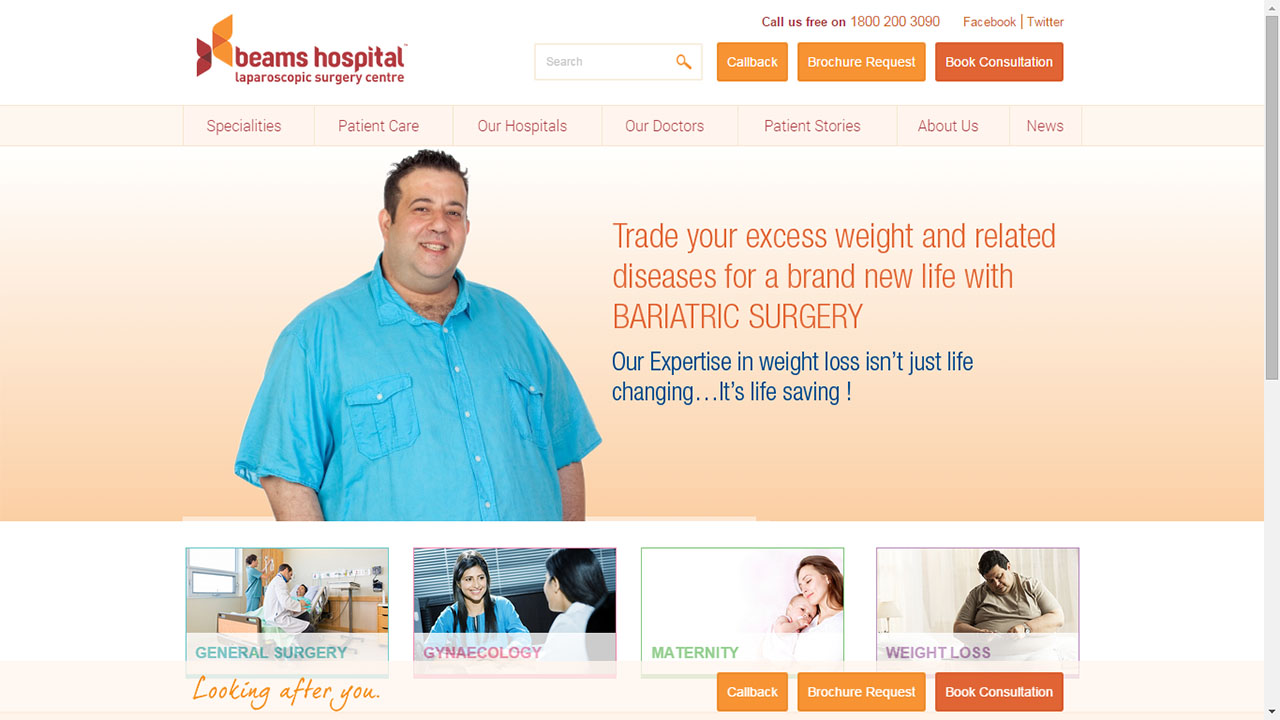 beams hospital™
laparoscopic surgery centre
Call us free on 1800 200 3090
Facebook | Twitter
Search
Callback
Brochure Request
Book Consultation
Specialities
Patient Care
Our Hospitals
Our Doctors
Patient Stories
About Us
News
Trade your excess weight and related
diseases for a brand new life with
BARIATRIC SURGERY
Our Expertise in weight loss isn't just life
changing...It's life saving !
GENERAL SURGERY
GYNAECOLOGY
MATERNITY
WEIGHT LOSS
Looking after you.
Callback
Brochure Request
Book Consultation